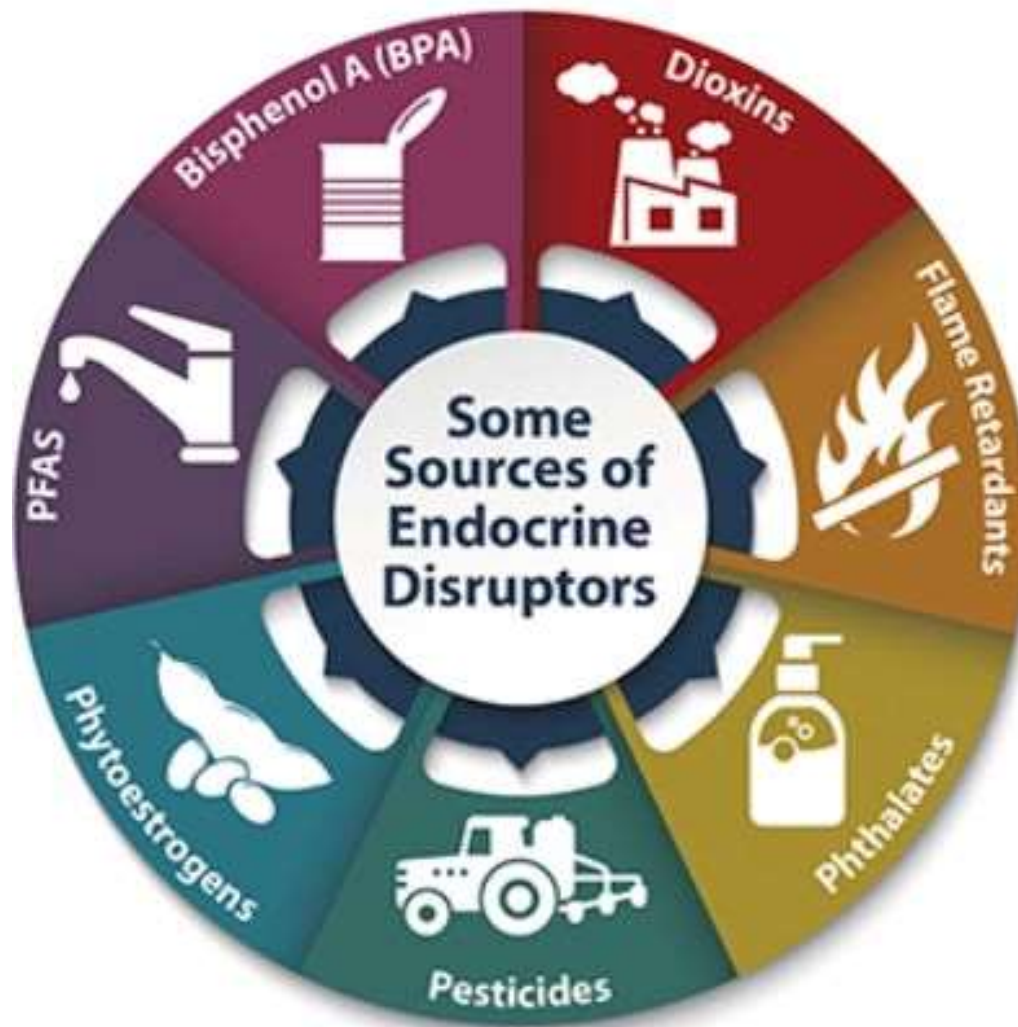 Some
Sources of
Endocrine
Disruptors
Dioxins
Flame Retardants
Phthalates
Pesticides
Phytoestrogens
PFAS
Bisphenol A (BPA)